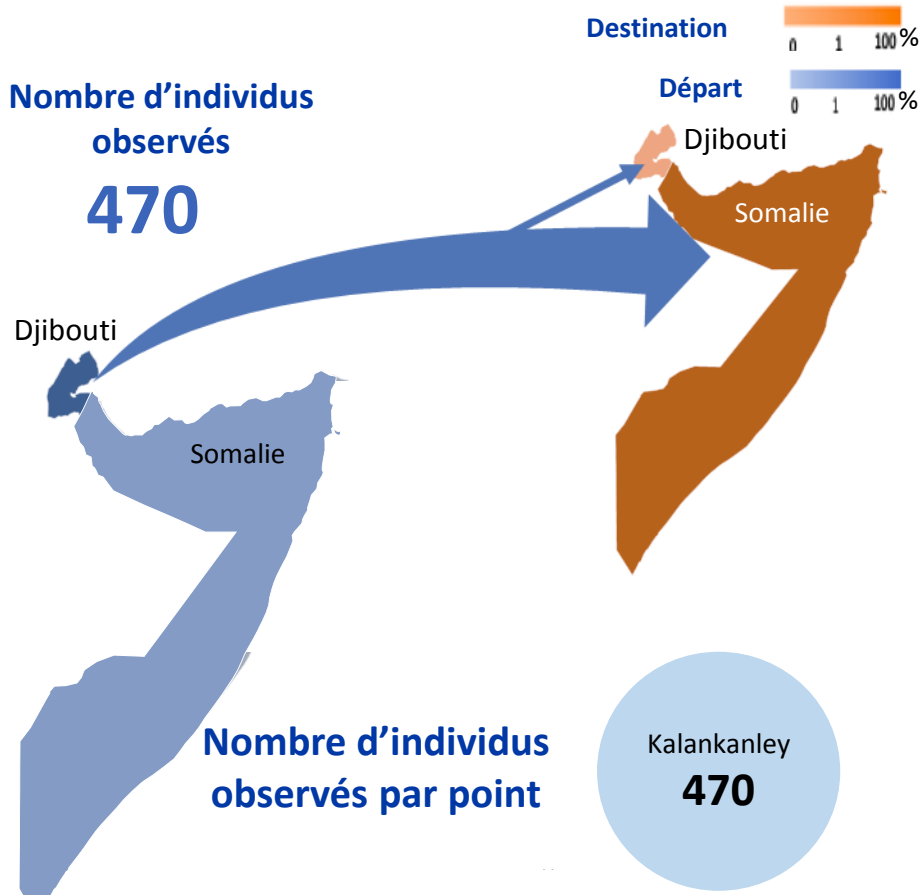 Destination
0 1 100 %
Départ
0 1 100 %
Nombre d’individus
observés
470
Djibouti
Somalie
Djibouti
Somalie
Nombre d’individus
observés par point
Kalankanley
470